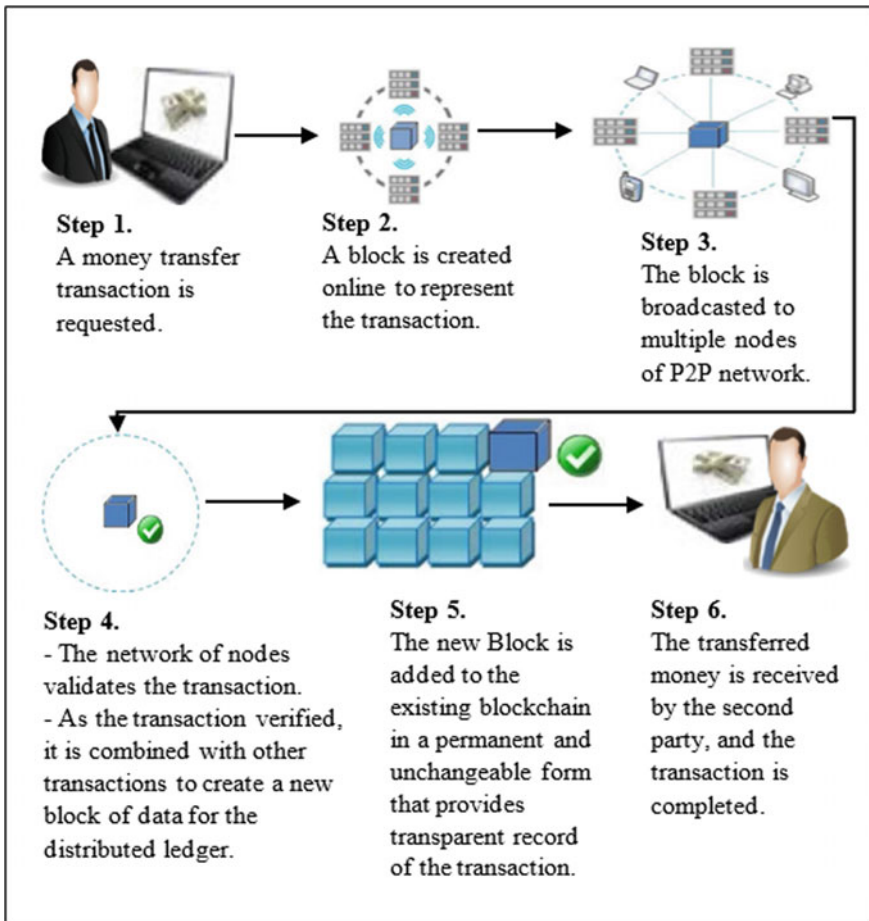 Step 1.
A money transfer
transaction is
requested.
Step 2.
A block is created
online to represent
the transaction.
Step 3.
The block is
broadcasted to
multiple nodes
of P2P network.
Step 4.
- The network of nodes
validates the transaction.
- As the transaction verified,
it is combined with other
transactions to create a new
block of data for the
distributed ledger.
Step 5.
The new Block is
added to the
existing blockchain
in a permanent and
unchangeable form
that provides
transparent record
of the transaction.
Step 6.
The transferred
money is received
by the second
party, and the
transaction is
completed.